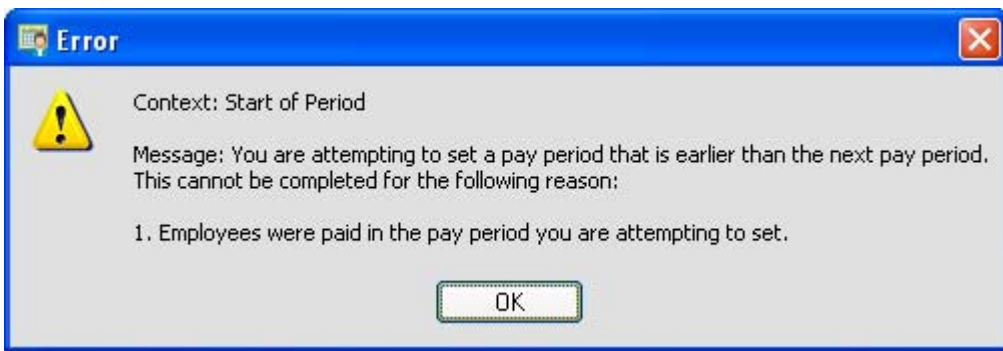 Error
Context: Start of Period
Message: You are attempting to set a pay period that is earlier than the next pay period.
This cannot be completed for the following reason:
1. Employees were paid in the pay period you are attempting to set.
OK